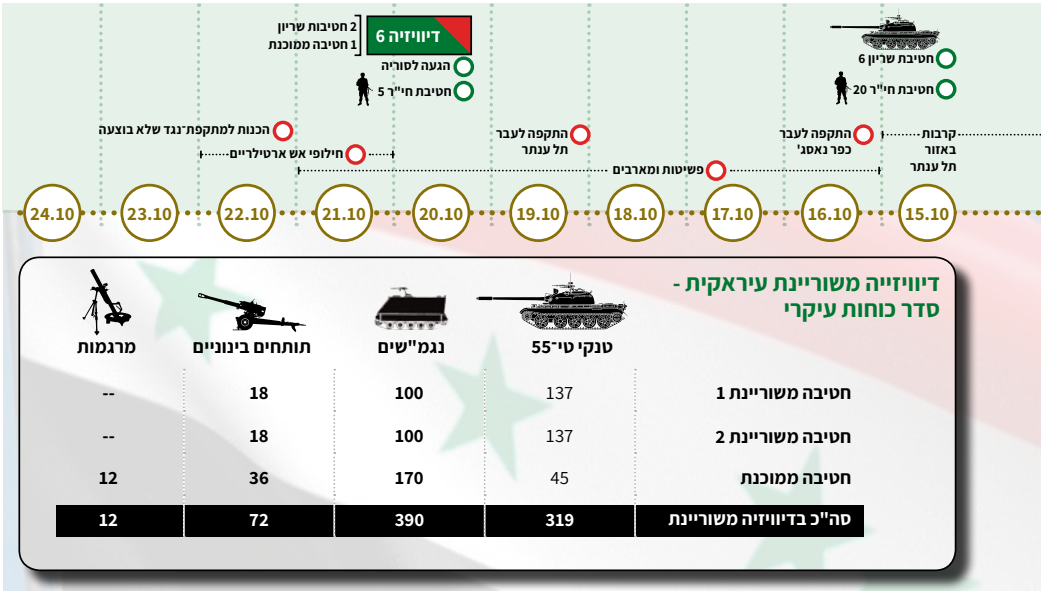 חטיבת שריון 6
חטיבת חי"ר 20
2 חטיבות שריון
1 חטיבה ממוכנת
דיוויזיה 6
הגעה לסוריה
חטיבת חי"ר 5
קרבות
באזור
תל ענתר
התקפה לעבר
כפר נאסג'
פשיטות ומארבים
התקפה לעבר
תל ענתר
חילופי אש ארטילריים
הכנות למתקפת־נגד שלא בוצעה
15.10 16.10 17.10 18.10 19.10 20.10 21.10 22.10 23.10 24.10
דיוויזייה משוריינת עיראקית -
סדר כוחות עיקרי
טנקי טי־55 נגמ"שים תותחים בינוניים מרגמות
חטיבה משוריינת 1 137 100 18 --
חטיבה משוריינת 2 137 100 18 --
חטיבה ממוכנת 45 170 36 12
סה"כ בדיוויזיה משוריינת 319 390 72 12